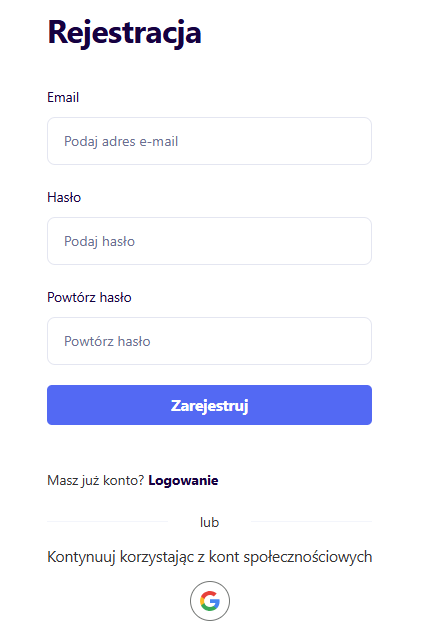 Rejestracja
Email
Podaj adres e-mail
Hasło
Podaj hasło
Powtórz hasło
Powtórz hasło
Zarejestruj
Masz już konto? Logowanie
lub
Kontynuuj korzystając z kont społecznościowych